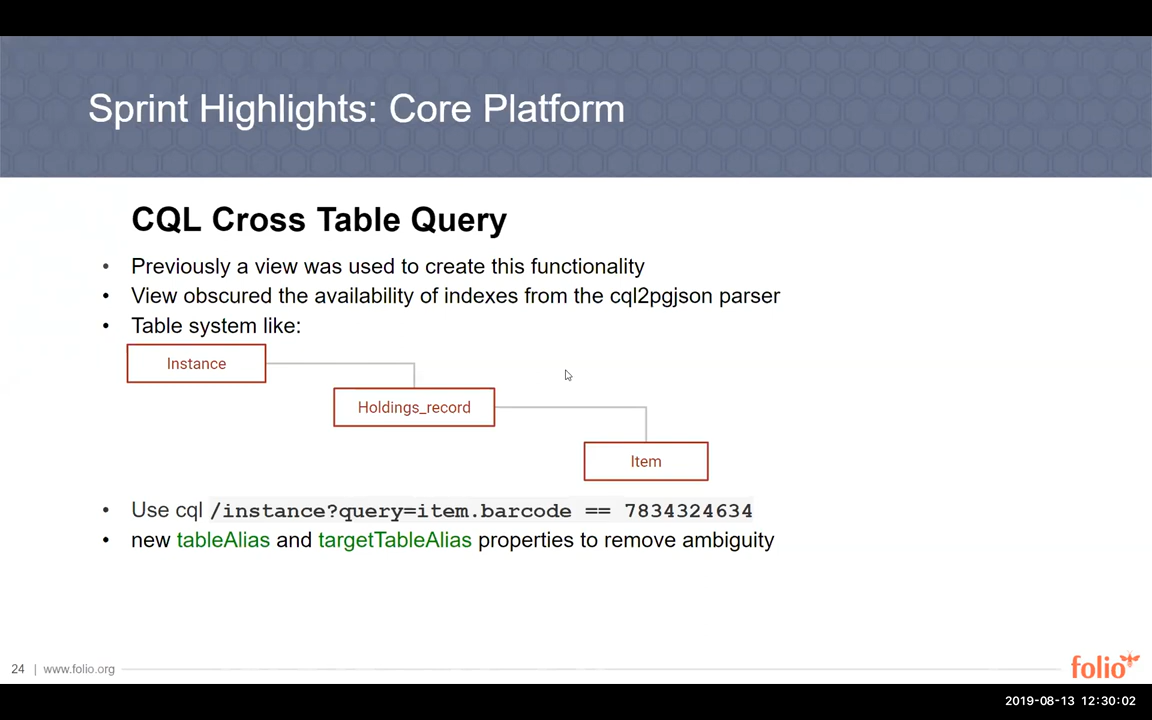 Sprint Highlights: Core Platform
CQL Cross Table Query
• Previously a view was used to create this functionality
• View obscured the availability of indexes from the cql2pgjson parser
• Table system like:
Instance
Holdings_record
Item
• Use cql /instance?query=item.barcode == 7834324634
• new tableAlias and targetTableAlias properties to remove ambiguity
24 | www.folio.org
folio
2019-08-13 12:30:02